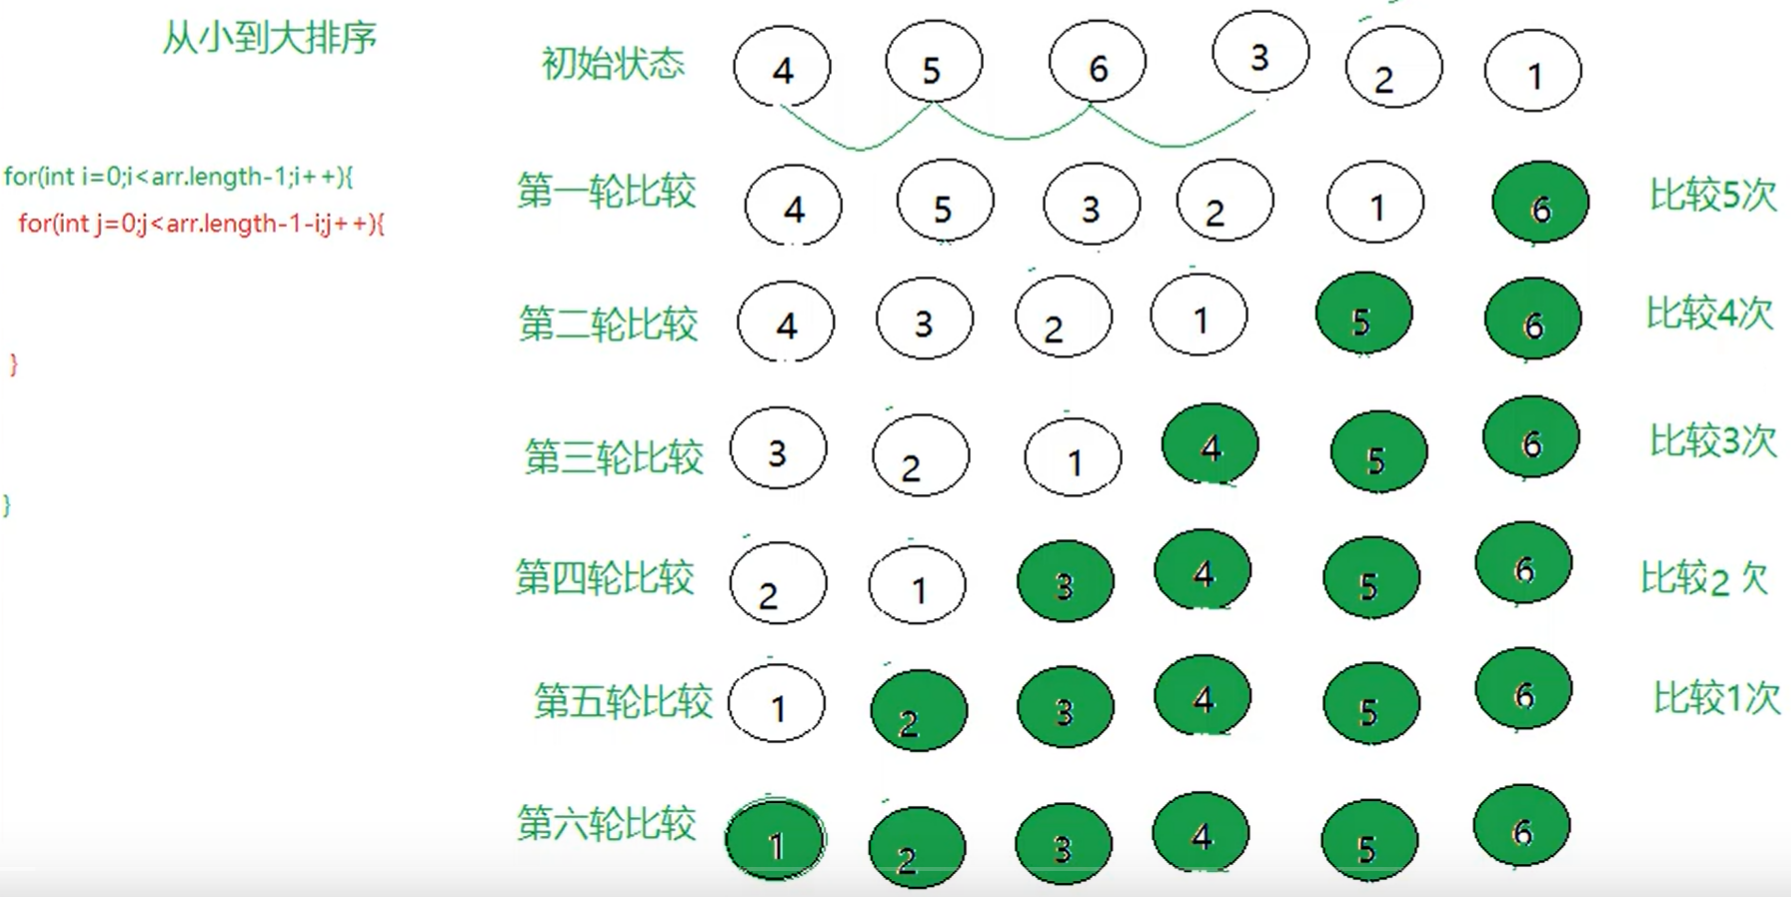 从小到大排序
初始状态 4 5 6 3 2 1
for(int i=0;i<arr.length-1;i++){
for(int j=0;j<arr.length-1-i;j++){
}
}
第一轮比较 4 5 3 2 1 6 比较5次
第二轮比较 4 3 2 1 5 6 比较4次
第三轮比较 3 2 1 4 5 6 比较3次
第四轮比较 2 1 3 4 5 6 比较2 欠
第五轮比较 1 2 3 4 5 6 比较1次
第六轮比较 1 2 3 4 5 6